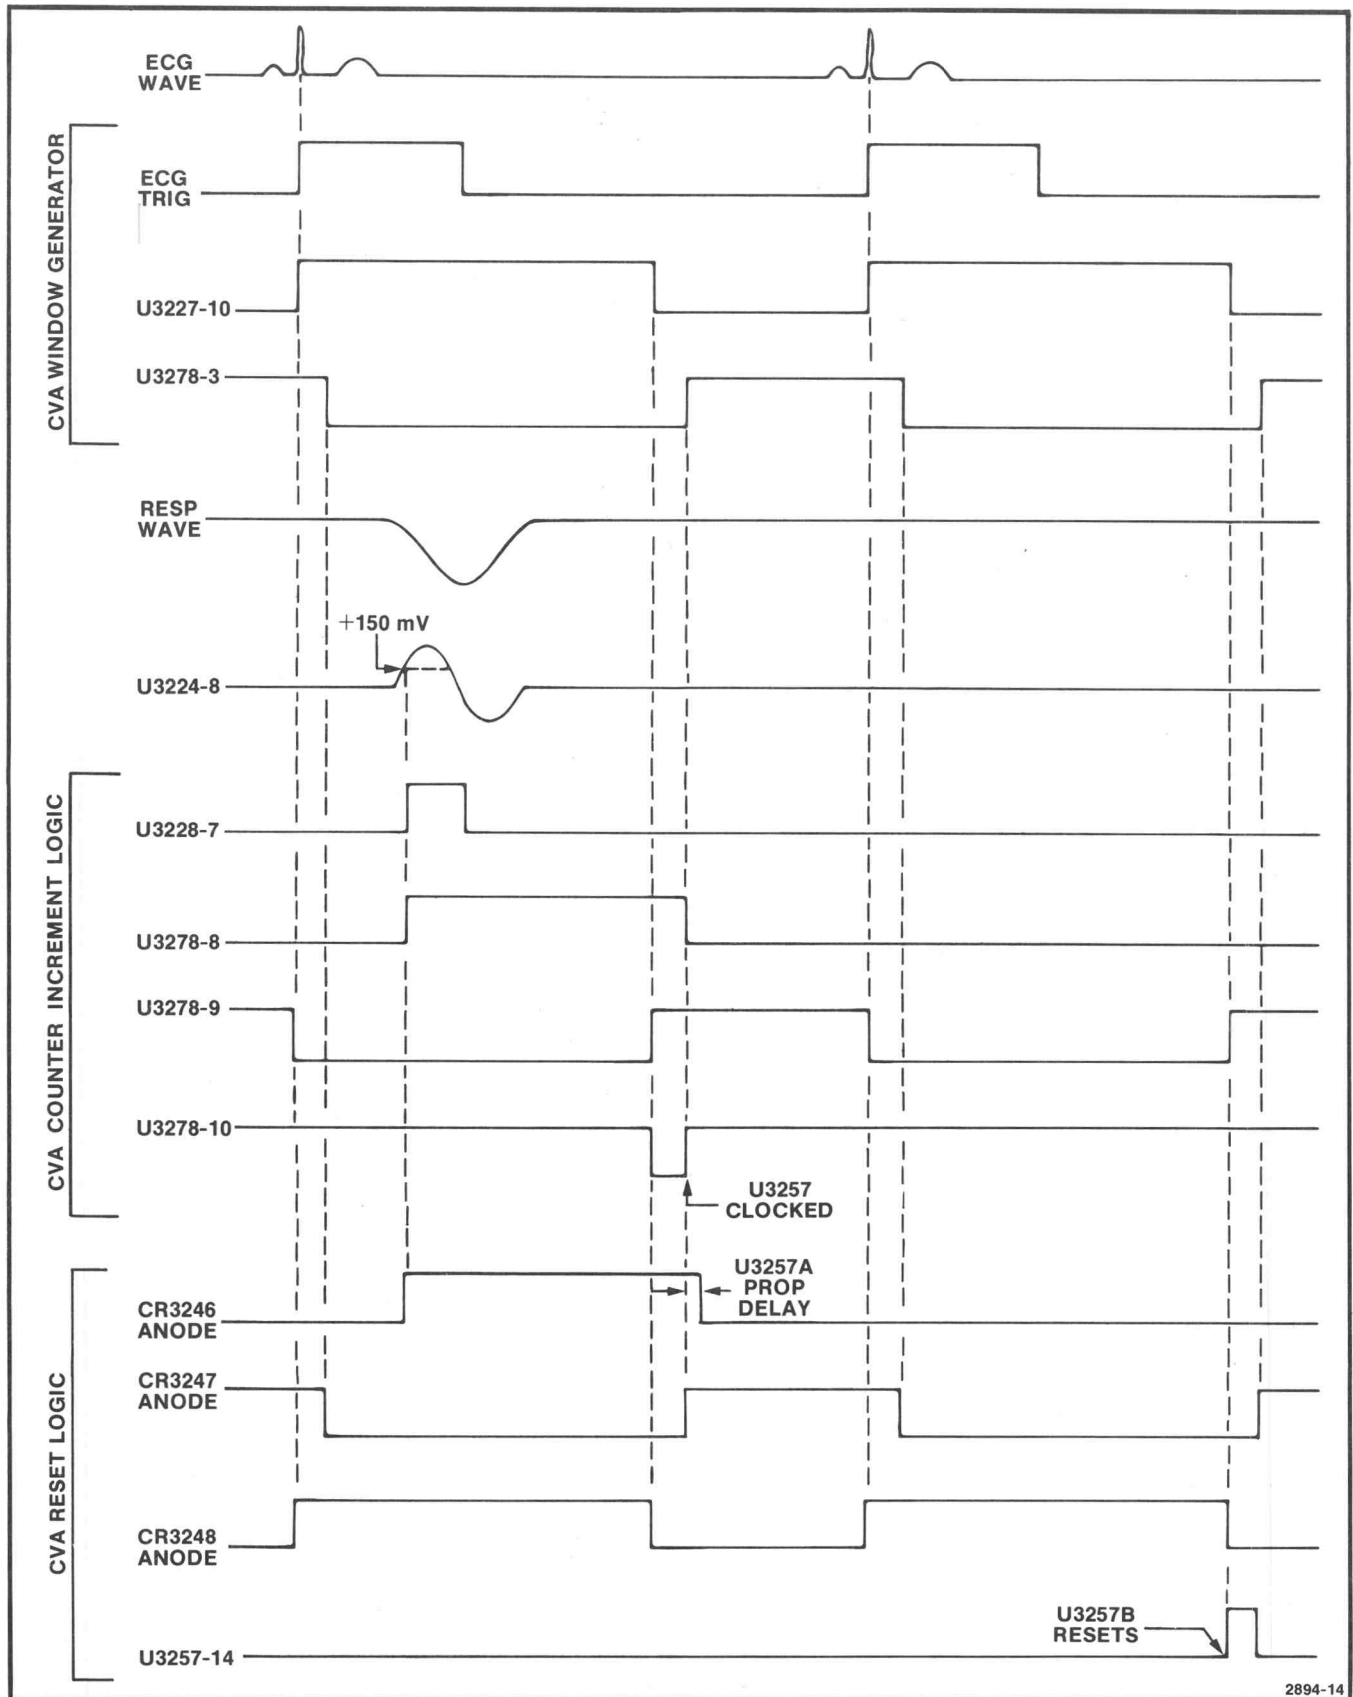 ECG
WAVE
CVA WINDOW GENERATOR
ECG
TRIG
U3227-10
U3278-3
RESP
WAVE
+150 mV
U3224-8
CVA COUNTER INCREMENT LOGIC
U3228-7
U3278-8
U3278-9
U3278-10
U3257
CLOCKED
CVA RESET LOGIC
U3257A
PROP
DELAY
CR3246
ANODE
CR3247
ANODE
CR3248
ANODE
U3257B
RESETS
U3257-14
2894-14